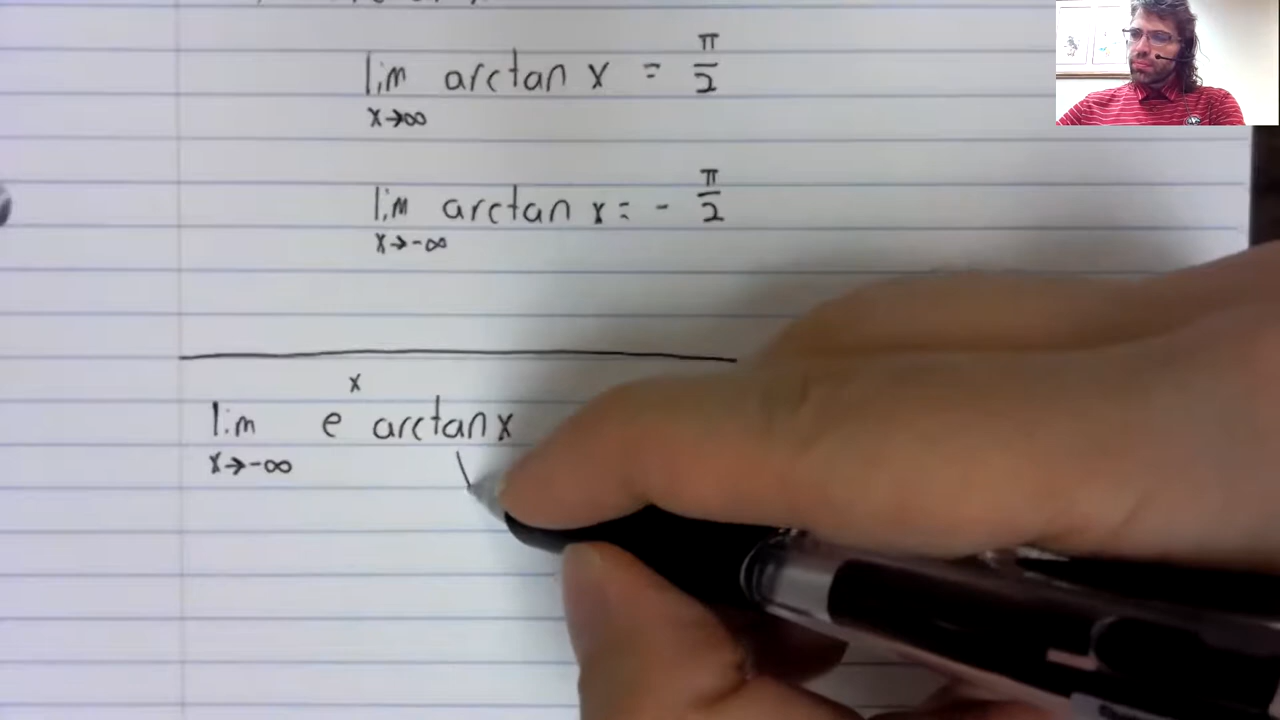 lim arctan x = π/2
x→∞
lim arctan x = - π/2
x→-∞
lim e^x arctan x
x→-∞